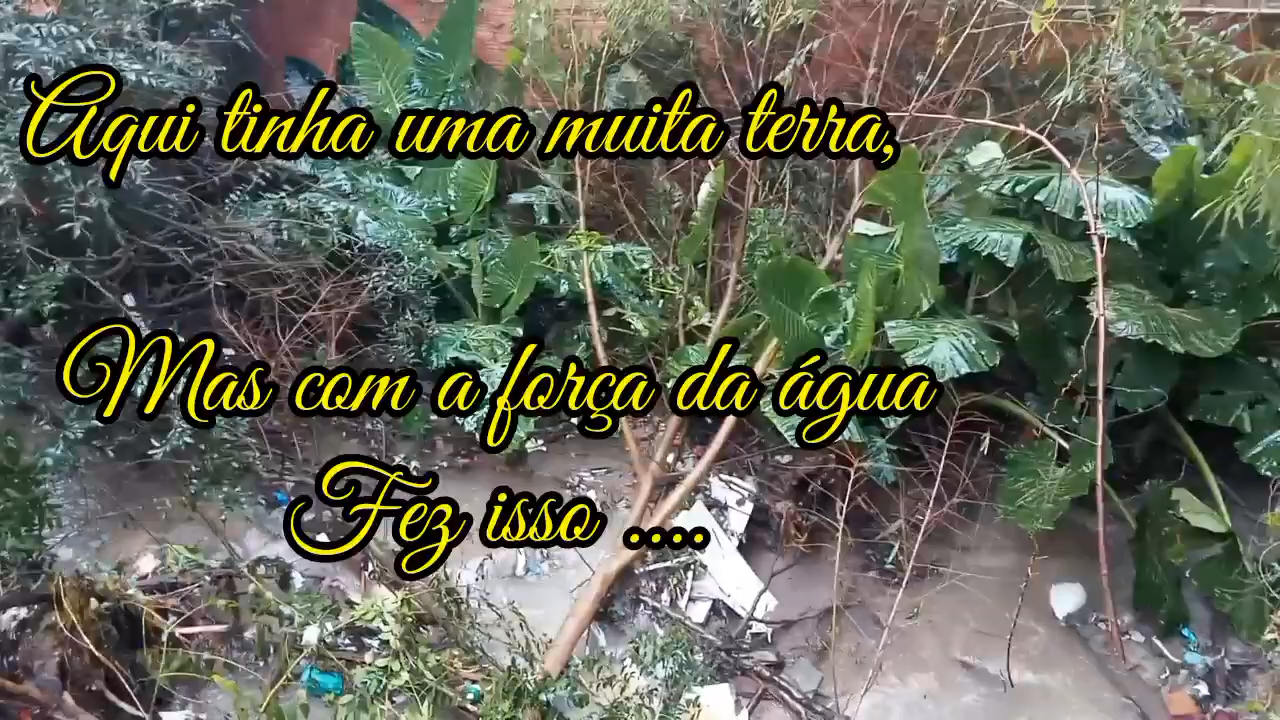 Aqui tinha uma muita terra,
Mas com a força da água
Fez isso ....